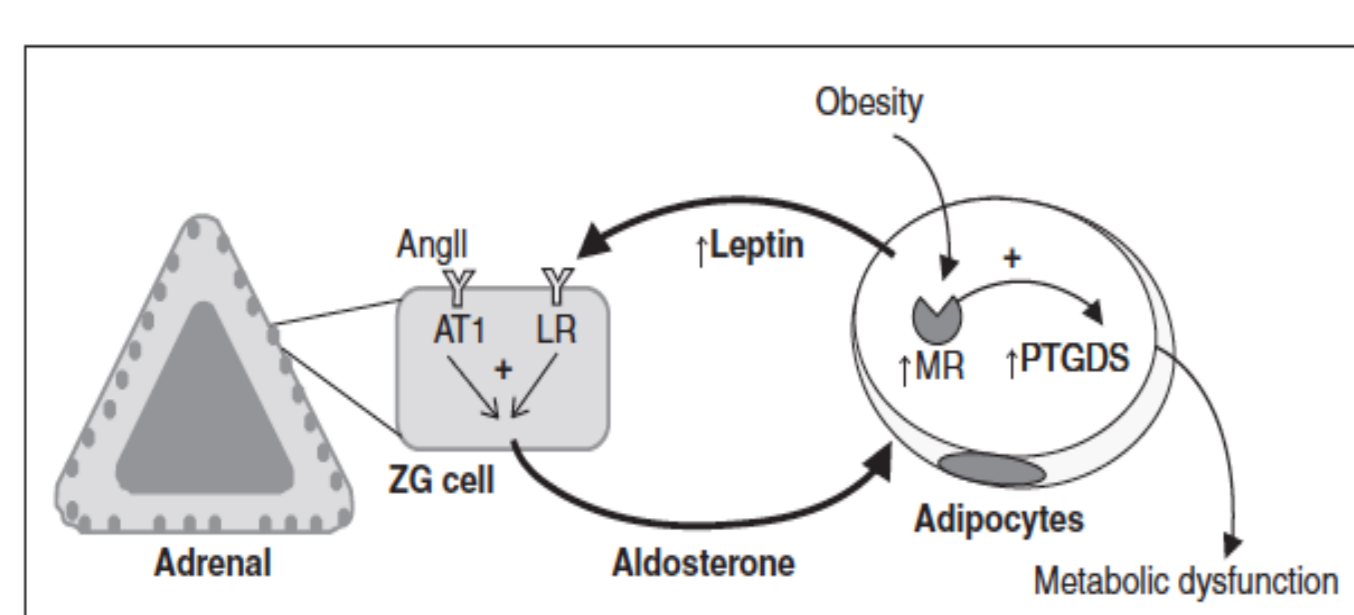 Obesity
AngII
↑Leptin
+
AT1
LR
+
↑MR
↑PTGDS
ZG cell
Adipocytes
Adrenal
Aldosterone
Metabolic dysfunction